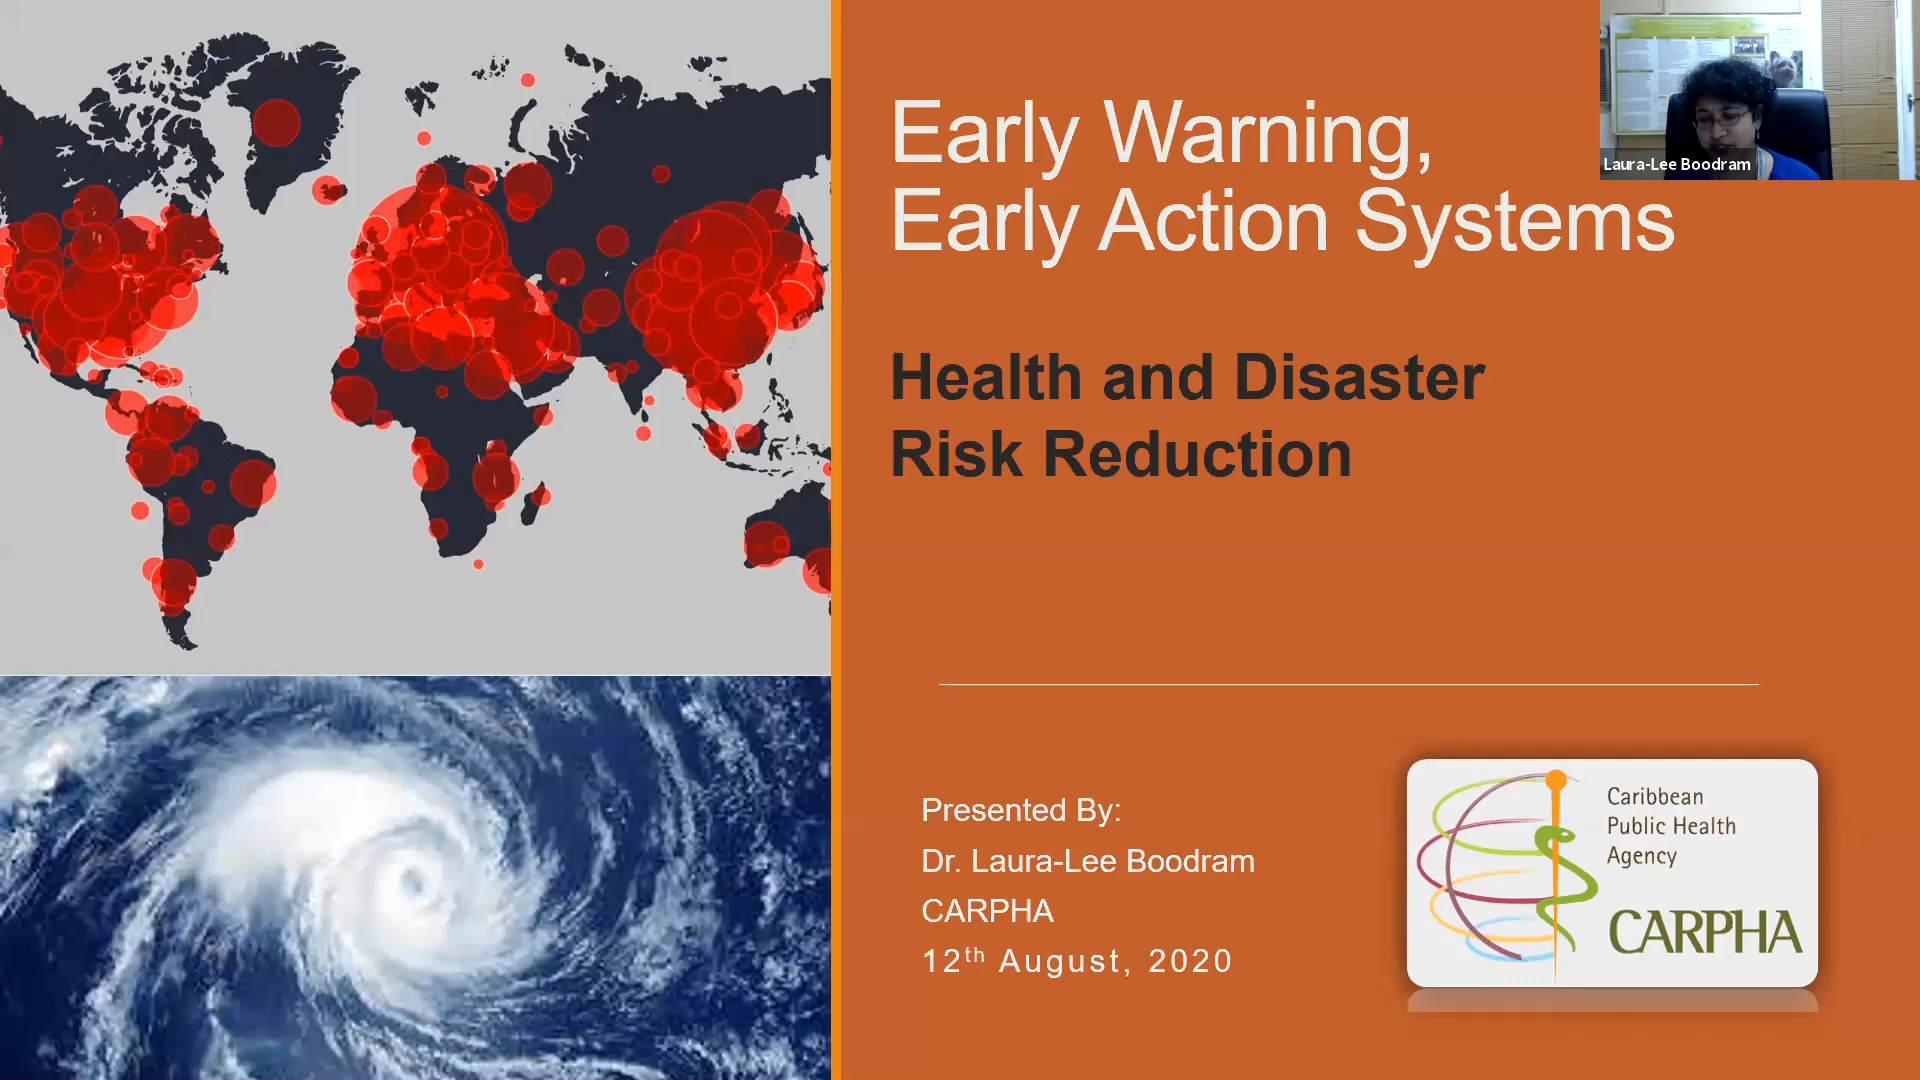 Early Warning,
Early Action Systems
Laura-Lee Boodram
Health and Disaster
Risk Reduction
Presented By:
Dr. Laura-Lee Boodram
CARPHA
12th August, 2020
Caribbean
Public Health
Agency
CARPHA